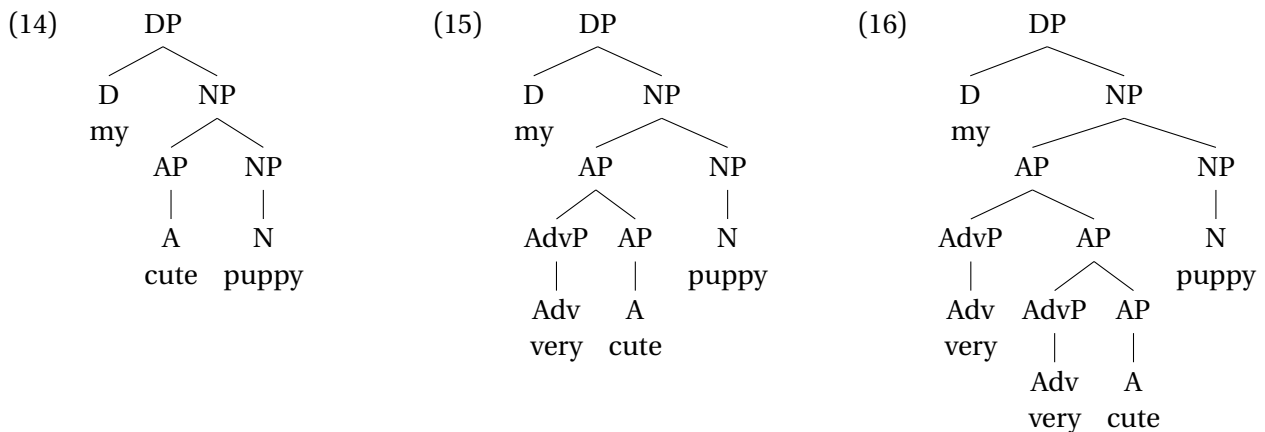 (14) DP (15) DP (16) DP
D NP D NP D NP
my my my
AP NP AP NP AP NP
A N AdvP AP N AdvP AP N
cute puppy puppy puppy
Adv A Adv AdvP AP
very cute very
Adv A
very cute